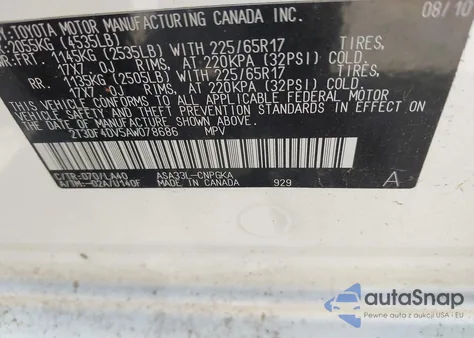 Y:TOYOTA MOTOR MANUFACTURING CANADA INC. 08/10
R:2055KG (4535LB)
WR:FRT. 1145KG (2535LB) WITH 225/65R17 TIRES,
17X7 0J RIMS, AT 220KPA (32PSI) COLD
RR. 1135KG (2505LB) WITH 225/65R17 TIRES,
17X7 0J RIMS, AT 220KPA (32PSI) COLD
THIS VEHICLE CONFORMS TO ALL APPLICABLE FEDERAL MOTOR
VEHICLE SAFETY, AND THEFT PREVENTION STANDARDS IN EFFECT
ON THE DATE OF MANUFACTURE SHOWN ABOVE.
2T3DF4DV5AW078686 MPV
C/TR:070/LA40 ASA33L-CNPGKA
A/TM:-02A/U140F MADE IN CANADA 929 A
autoSnap
Pewne auto z aukcji USA i EU